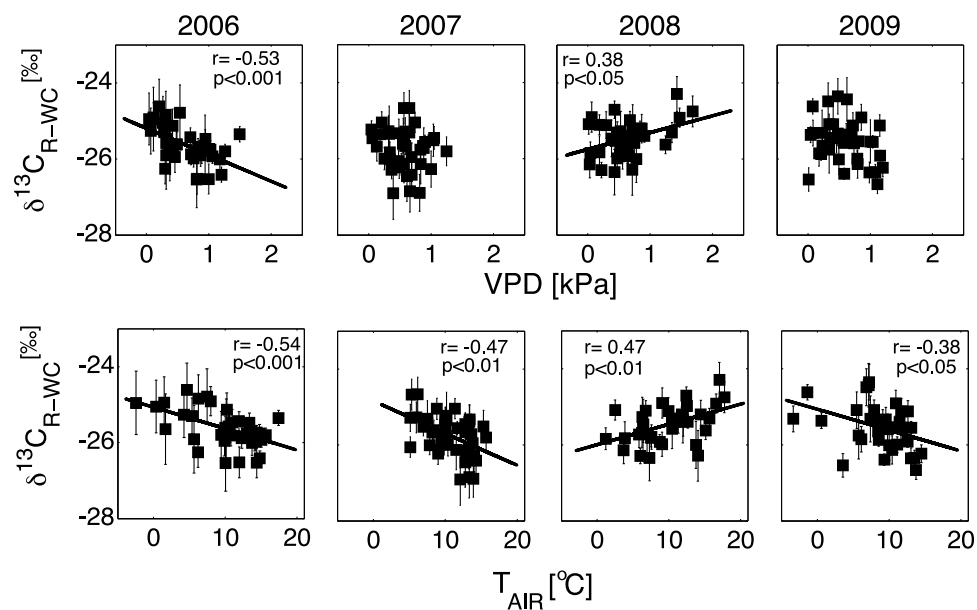 2006 2007 2008 2009
δ¹³C_R–WC [‰]
-24
-26
-28
r= -0.53
p<0.001
r= 0.38
p<0.05
0 1 2 0 1 2 0 1 2 0 1 2
VPD [kPa]
δ¹³C_R–WC [‰]
-24
-26
-28
r= -0.54
p<0.001
r= -0.47
p<0.01
r= 0.47
p<0.01
r= -0.38
p<0.05
0 10 20 0 10 20 0 10 20 0 10 20
T_AIR [°C]